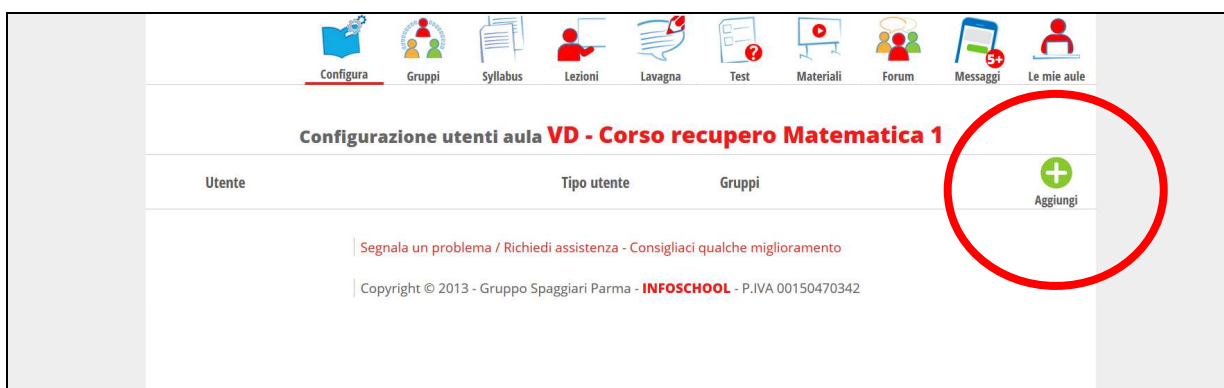 Configura Gruppi Syllabus Lezioni Lavagna Test Materiali Forum Messaggi Le mie aule
5+
Configurazione utenti aula VD - Corso recupero Matematica 1
Utente Tipo utente Gruppi Aggiungi
Segnala un problema / Richiedi assistenza - Consigliaci qualche miglioramento
Copyright © 2013 - Gruppo Spaggiari Parma - INFOSCHOOL - P.IVA 00150470342